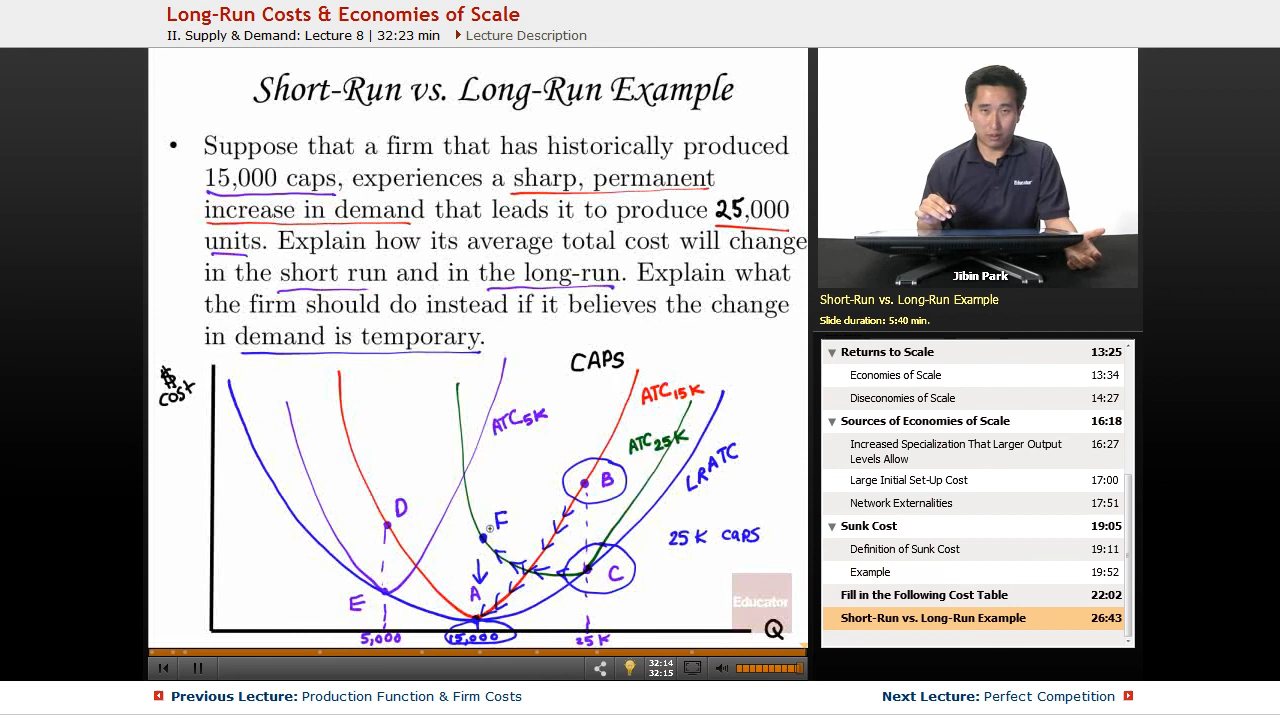 Long-Run Costs & Economies of Scale
II. Supply & Demand: Lecture 8 | 32:23 min
Lecture Description
Short-Run vs. Long-Run Example
• Suppose that a firm that has historically produced
15,000 caps, experiences a sharp, permanent
increase in demand that leads it to produce 25,000
units. Explain how its average total cost will change
in the short run and in the long-run. Explain what
the firm should do instead if it believes the change
in demand is temporary.
$
COST
CAPS
ATC5K
ATC15K
ATC25K
LRATC
B
D
F
25K CAPS
C
A
E
5,000
15,000
25K
Q
Educator
Educator
Jibin Park
Short-Run vs. Long-Run Example
Slide duration: 5:40 min.
Returns to Scale 13:25
Economies of Scale 13:34
Diseconomies of Scale 14:27
Sources of Economies of Scale 16:18
Increased Specialization That Larger Output 16:27
Levels Allow
Large Initial Set-Up Cost 17:00
Network Externalities 17:51
Sunk Cost 19:05
Definition of Sunk Cost 19:11
Example 19:52
Fill in the Following Cost Table 22:02
Short-Run vs. Long-Run Example 26:43
32:14
32:15
Previous Lecture: Production Function & Firm Costs
Next Lecture: Perfect Competition